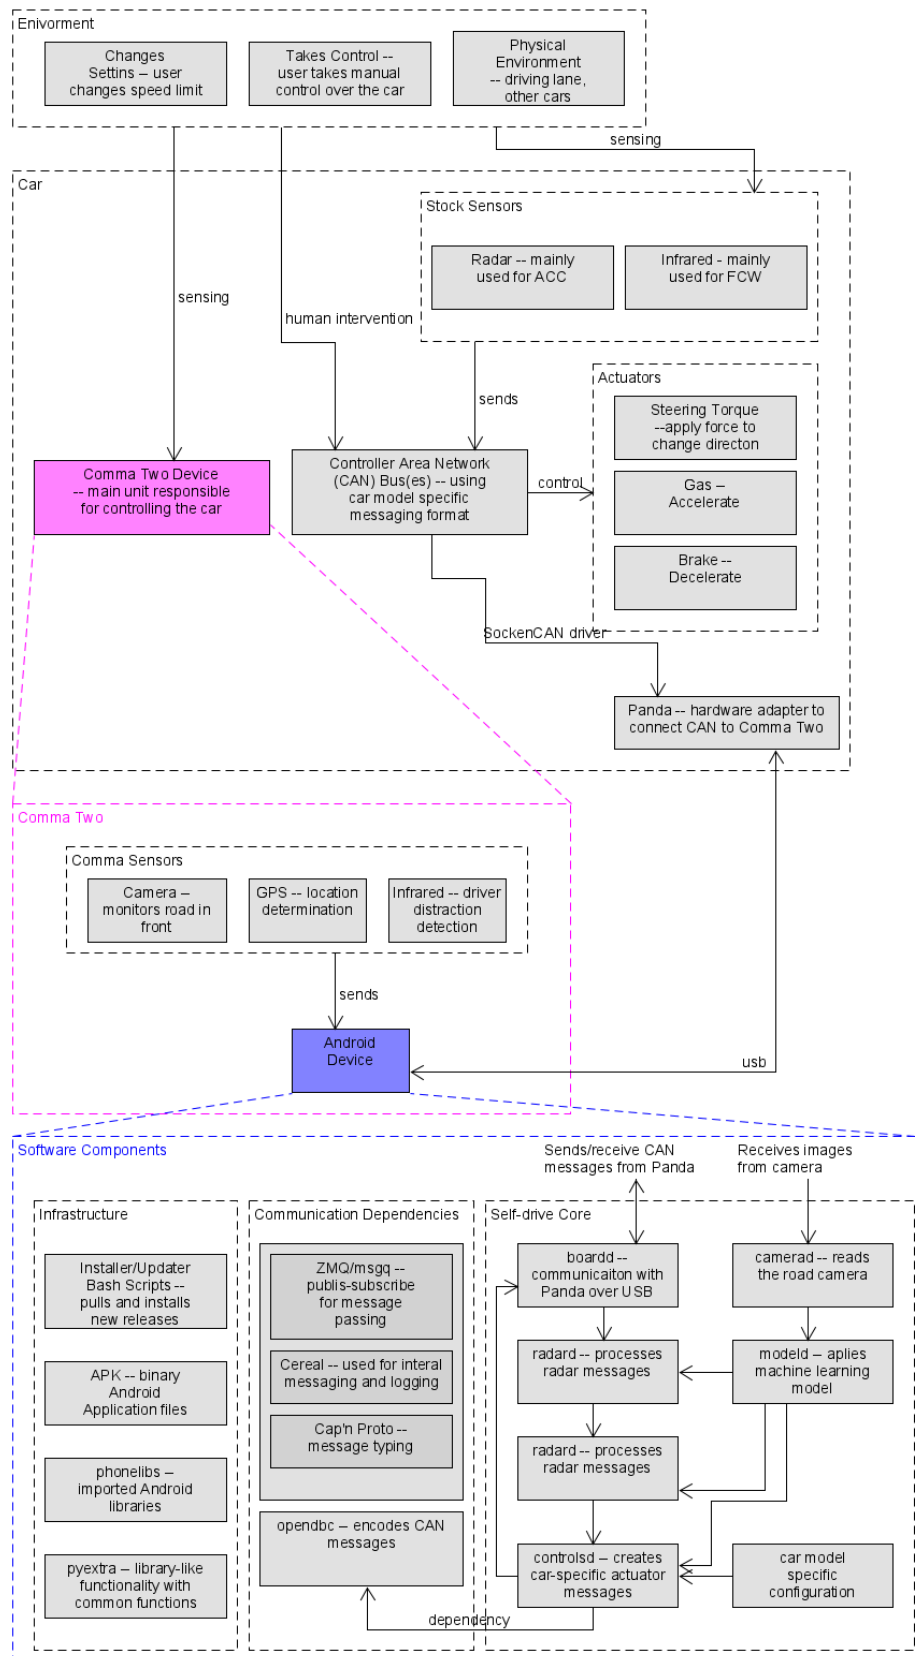 Enivorment
Changes
Settins – user
changes speed limit
Takes Control --
user takes manual
control over the car
Physical
Environment
-- driving lane,
other cars
sensing
Car
Stock Sensors
Radar -- mainly
used for ACC
Infrared - mainly
used for FCW
sensing
human intervention
sends
Actuators
Steering Torque
--apply force to
change directon
Gas –
Accelerate
Brake --
Decelerate
Comma Two Device
-- main unit responsible
for controlling the car
Controller Area Network
(CAN) Bus(es) -- using
car model specific
messaging format
control
SockenCAN driver
Panda -- hardware adapter to
connect CAN to Comma Two
Comma Two
Comma Sensors
Camera –
monitors road in
front
GPS -- location
determination
Infrared -- driver
distraction
detection
sends
Android
Device
usb
Software Components
Sends/receive CAN
messages from Panda
Receives images
from camera
Infrastructure
Installer/Updater
Bash Scripts --
pulls and installs
new releases
APK -- binary
Android
Application files
phonelibs –
imported Android
libraries
pyextra – library-like
functionality with
common functions
Communication Dependencies
ZMQ/msgq --
publis-subscribe
for message
passing
Cereal -- used for interal
messaging and logging
Cap'n Proto --
message typing
opendbc – encodes CAN
messages
Self-drive Core
boardd --
communicaiton with
Panda over USB
camerad -- reads
the road camera
radard -- processes
radar messages
modeld – aplies
machine learning
model
radard -- processes
radar messages
controlsd – creates
car-specific actuator
messages
car model
specific
configuration
dependency